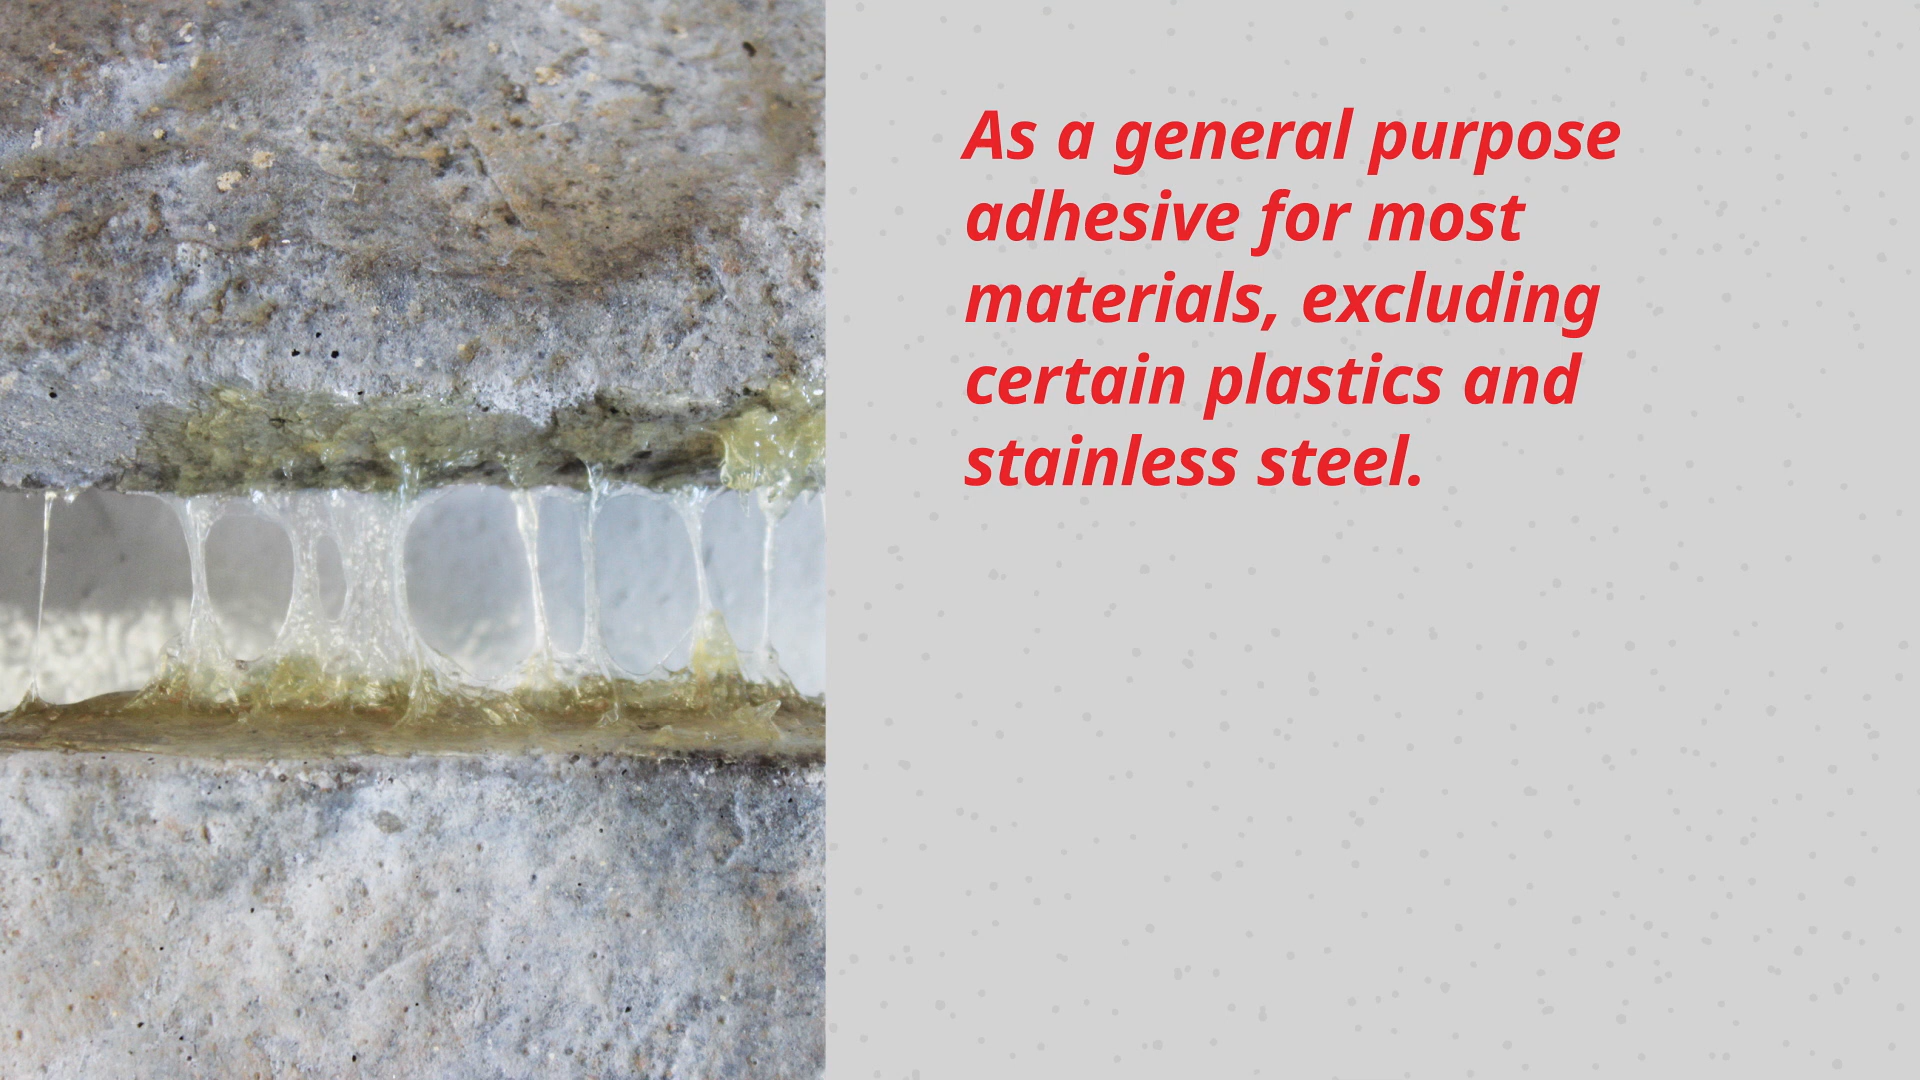 As a general purpose
adhesive for most
materials, excluding
certain plastics and
stainless steel.